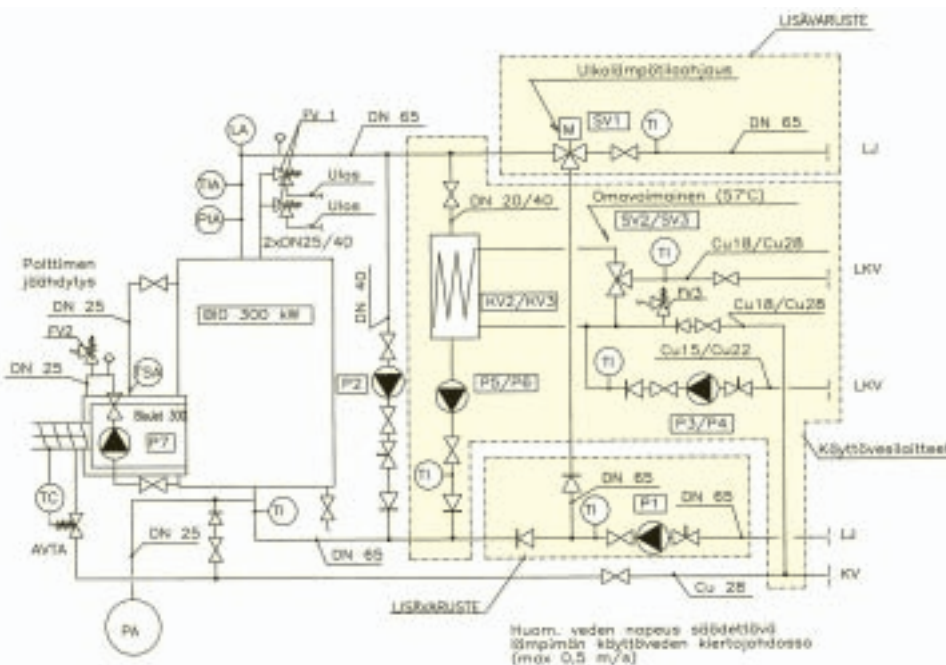 LISÄVARUSTE
Ulkolämpötilaohjaus
LA
FV 1
DN 65
M
SV1
TI
DN 65
LJ
TIA
Ulos
PIA
Ulos
DN 20/40
Omavoimainen (57°C)
SV2/SV3
2xDN25/40
TI
Cu18/Cu28
LKV
Polttimen
jäähdytys
DN 25
BIO 300 kW
DN 40
KV2/KV3
FV3
Cu18/Cu28
FV2
DN 25
TSA
P2
P5/P6
TI
Cu15/Cu22
LKV
BioJet 300
P7
P3/P4
Käyttövesilaitteet
TC
TI
TI
DN 65
P1
DN 65
TI
AVTA
DN 25
DN 65
LJ
KV
Cu 28
LISÄVARUSTE
PA
Huom. veden nopeus säädettävä
lämpimän käyttöveden kiertojohdossa
(max 0,5 m/s)